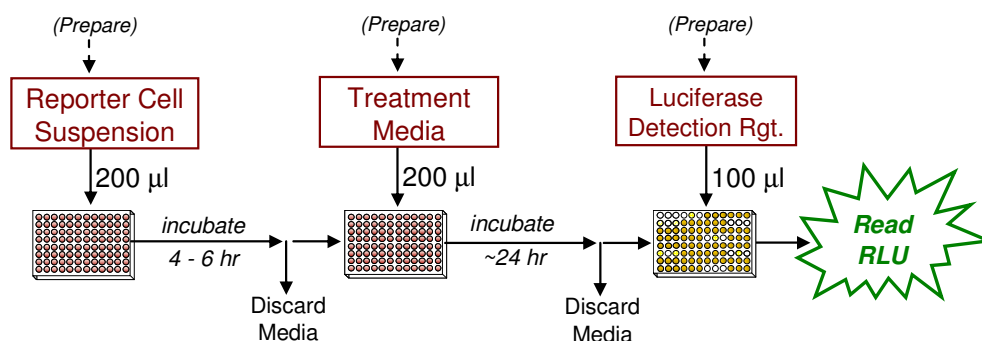 (Prepare)
(Prepare)
(Prepare)
Reporter Cell
Suspension
Treatment
Media
Luciferase
Detection Rgt.
200 µl
200 µl
100 µl
incubate
4 - 6 hr
incubate
~24 hr
Read
RLU
Discard
Media
Discard
Media